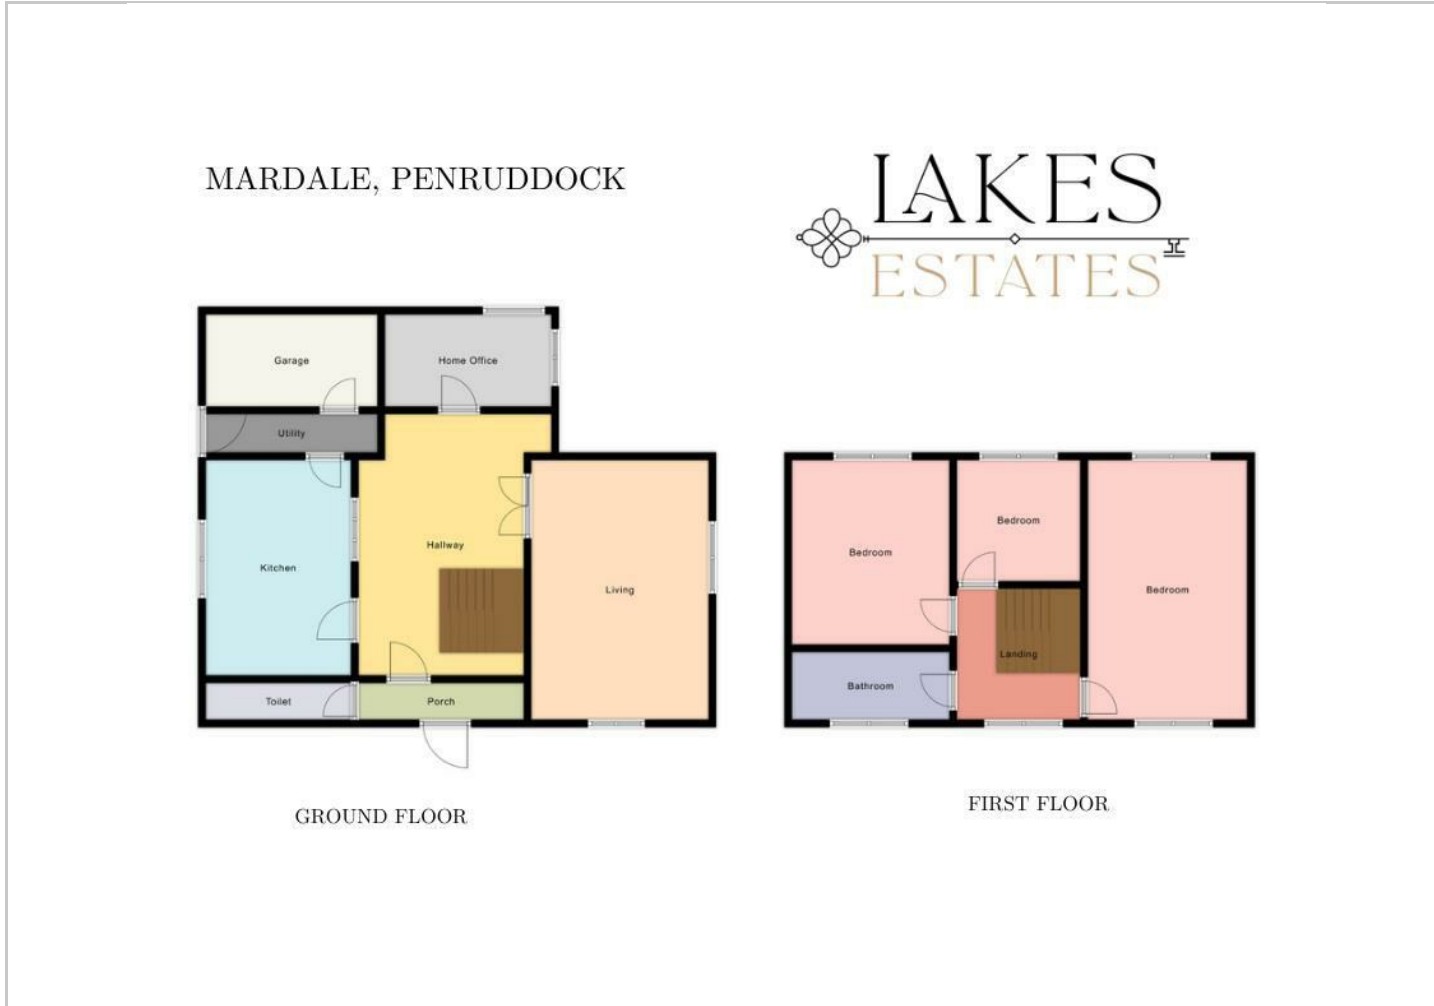 MARDALE, PENRUDDOCK
LAKES
ESTATES
Garage
Home Office
Utility
Hallway
Kitchen
Living
Toilet
Porch
GROUND FLOOR
Bedroom
Bedroom
Bedroom
Landing
Bathroom
FIRST FLOOR